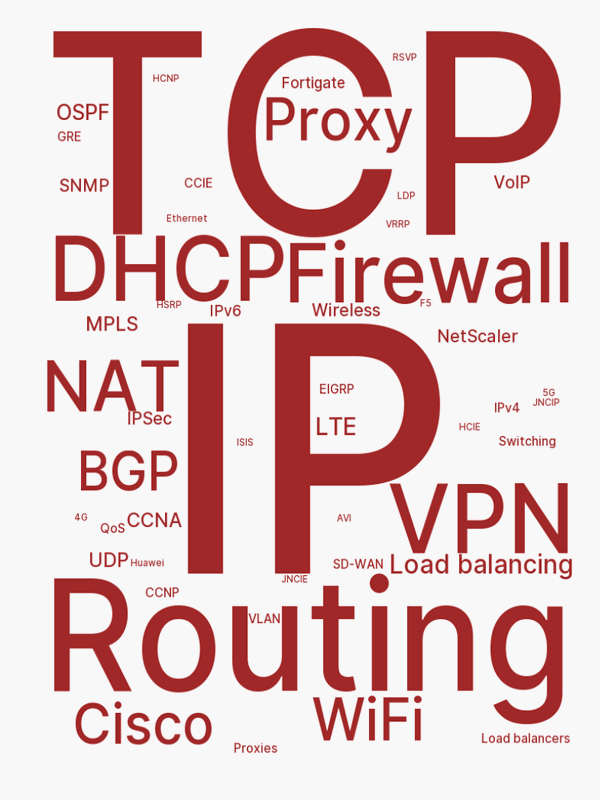 TCP
HCNP
RSVP
Fortigate
Proxy
OSPF
GRE
SNMP
CCIE
VoIP
LDP
Ethernet
VRRP
DHCP
Firewall
HSRP
IPv6
Wireless
F5
MPLS
NetScaler
IP
NAT
IPSec
EIGRP
5G
JNCIP
IPv4
LTE
HCIE
ISIS
Switching
BGP
VPN
4G
QoS
CCNA
AVI
UDP
Huawei
SD-WAN
Load balancing
JNCIE
CCNP
Routing
VLAN
Cisco
WiFi
Proxies
Load balancers